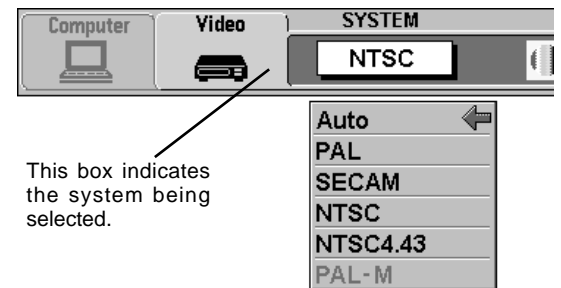 Computer
Video
SYSTEM
NTSC
Auto
PAL
SECAM
NTSC
NTSC4.43
PAL-M
This box indicates
the system being
selected.